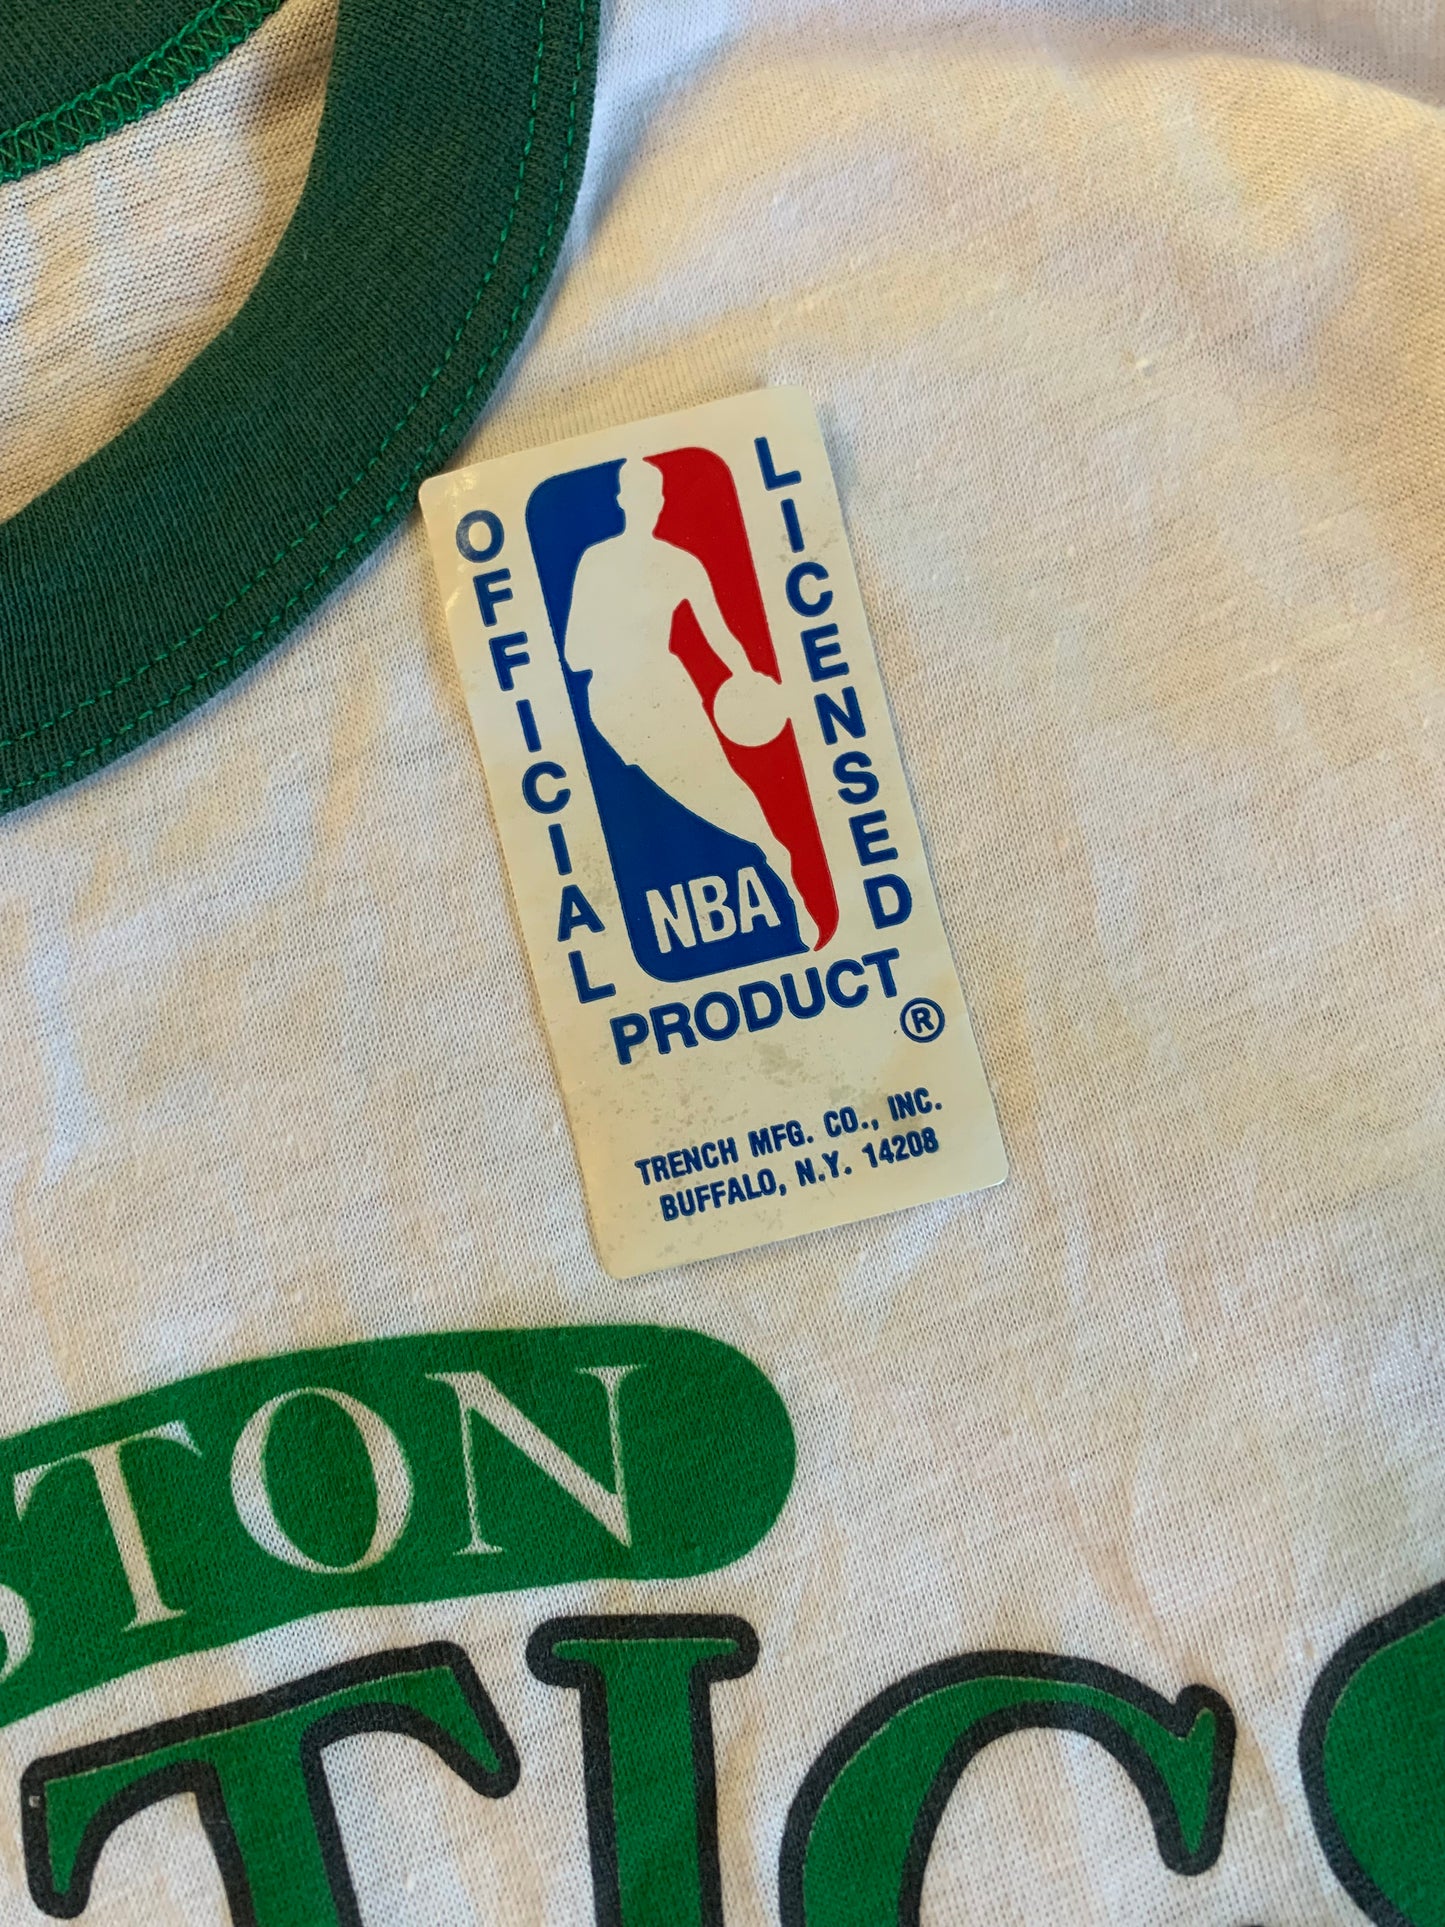 OFFICIAL
LICENSED
NBA
PRODUCT®
TRENCH MFG. CO., INC.
BUFFALO, N.Y. 14208
STON
TICS